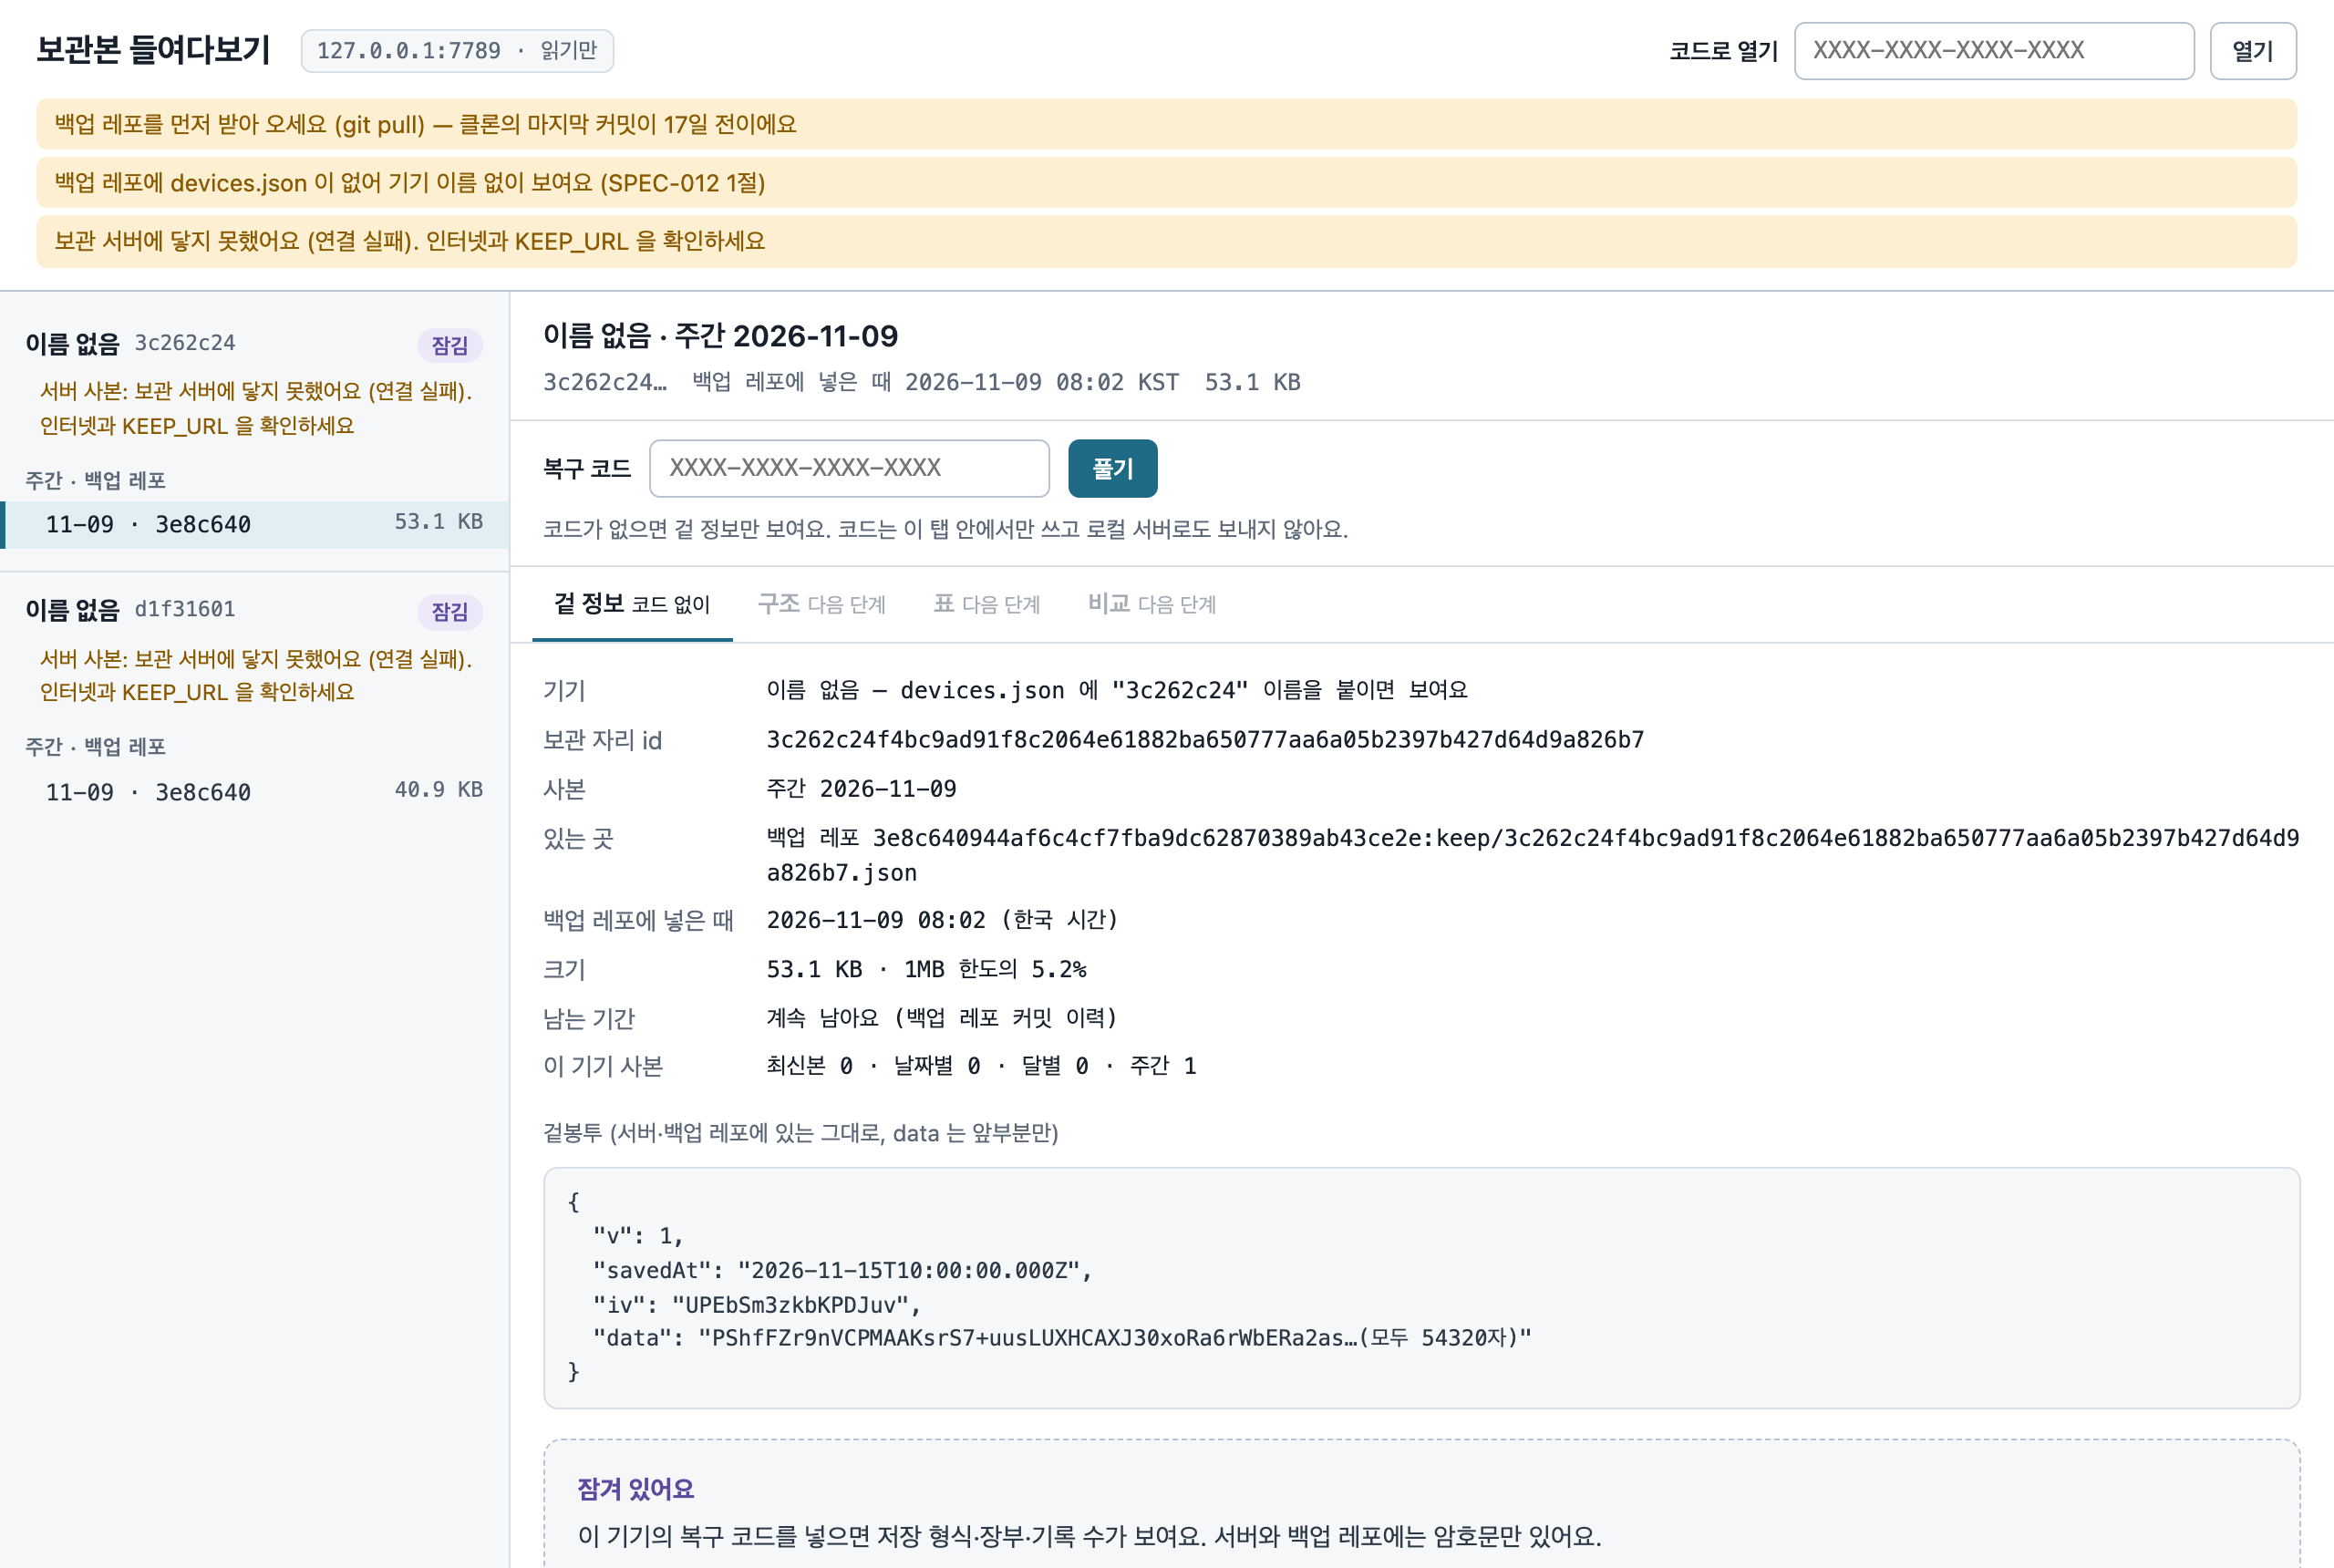 보관본 들여다보기
127.0.0.1:7789 · 읽기만
코드로 열기
XXXX-XXXX-XXXX-XXXX
열기
백업 레포를 먼저 받아 오세요 (git pull) — 클론의 마지막 커밋이 17일 전이에요
백업 레포에 devices.json 이 없어 기기 이름 없이 보여요 (SPEC-012 1절)
보관 서버에 닿지 못했어요 (연결 실패). 인터넷과 KEEP_URL 을 확인하세요
이름 없음 3c262c24 잠김
서버 사본: 보관 서버에 닿지 못했어요 (연결 실패).
인터넷과 KEEP_URL 을 확인하세요
주간 · 백업 레포
11-09 · 3e8c640 53.1 KB
이름 없음 d1f31601 잠김
서버 사본: 보관 서버에 닿지 못했어요 (연결 실패).
인터넷과 KEEP_URL 을 확인하세요
주간 · 백업 레포
11-09 · 3e8c640 40.9 KB
이름 없음 · 주간 2026-11-09
3c262c24… 백업 레포에 넣은 때 2026-11-09 08:02 KST 53.1 KB
복구 코드 XXXX-XXXX-XXXX-XXXX 풀기
코드가 없으면 겉 정보만 보여요. 코드는 이 탭 안에서만 쓰고 로컬 서버로도 보내지 않아요.
겉 정보 코드 없이 구조 다음 단계 표 다음 단계 비교 다음 단계
기기 이름 없음 — devices.json 에 "3c262c24" 이름을 붙이면 보여요
보관 자리 id 3c262c24f4bc9ad91f8c2064e61882ba650777aa6a05b2397b427d64d9a826b7
사본 주간 2026-11-09
있는 곳 백업 레포 3e8c640944af6c4cf7fba9dc62870389ab43ce2e:keep/3c262c24f4bc9ad91f8c2064e61882ba650777aa6a05b2397b427d64d9
a826b7.json
백업 레포에 넣은 때 2026-11-09 08:02 (한국 시간)
크기 53.1 KB · 1MB 한도의 5.2%
남는 기간 계속 남아요 (백업 레포 커밋 이력)
이 기기 사본 최신본 0 · 날짜별 0 · 달별 0 · 주간 1
겉봉투 (서버·백업 레포에 있는 그대로, data 는 앞부분만)
{
"v": 1,
"savedAt": "2026-11-15T10:00:00.000Z",
"iv": "UPEbSm3zkbKPDJuv",
"data": "PShfFZr9nVCPMAAKsrS7+uusLUXHCAXJ30xoRa6rWbERa2as…(모두 54320자)"
}
잠겨 있어요
이 기기의 복구 코드를 넣으면 저장 형식·장부·기록 수가 보여요. 서버와 백업 레포에는 암호문만 있어요.